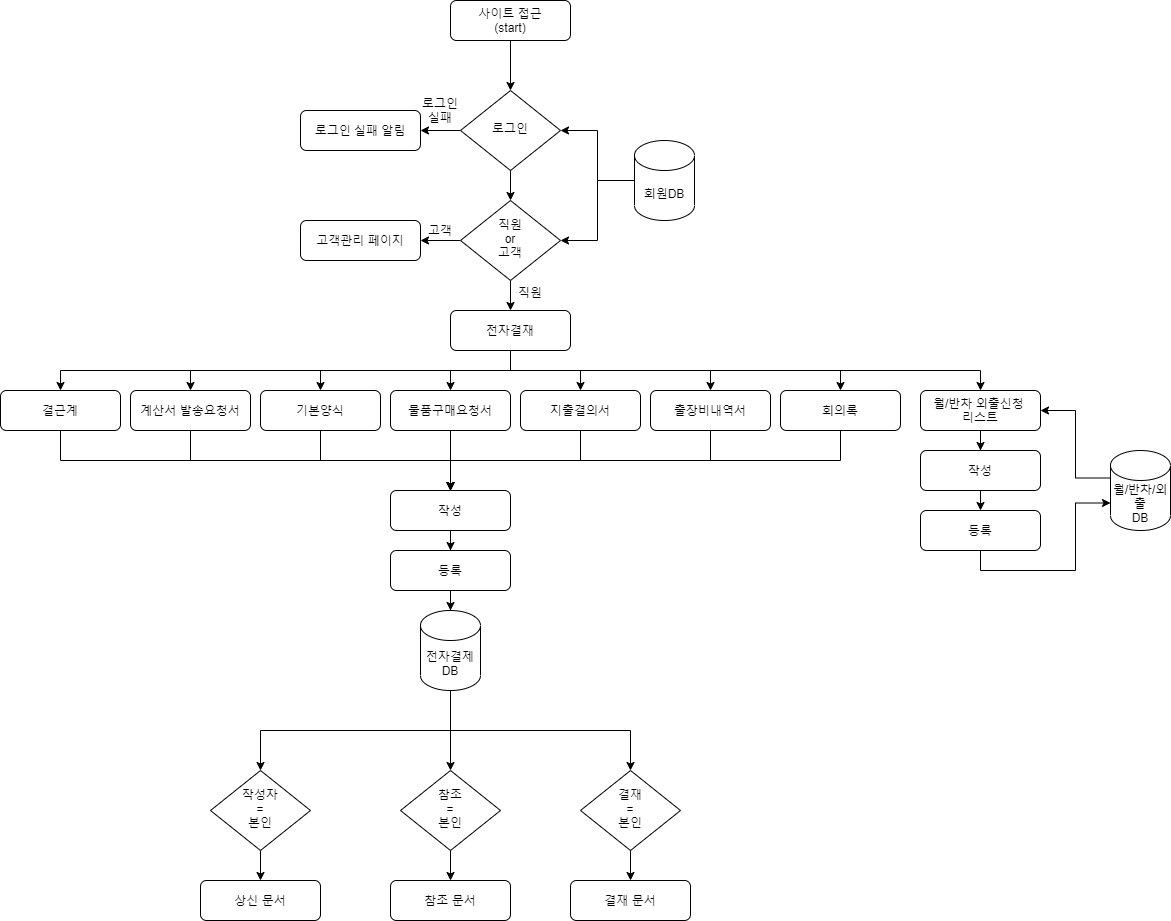 사이트 접근
(start)
로그인
실패
로그인 실패 알림
로그인
회원DB
고객관리 페이지
고객
직원
or
고객
직원
전자결재
결근계
계산서 발송요청서
기본양식
물품구매요청서
지출결의서
출장비내역서
회의록
월/반차 외출신청
리스트
작성
작성
월/반차/외
출
DB
등록
등록
전자결제
DB
작성자
=
본인
참조
=
본인
결재
=
본인
상신 문서
참조 문서
결재 문서